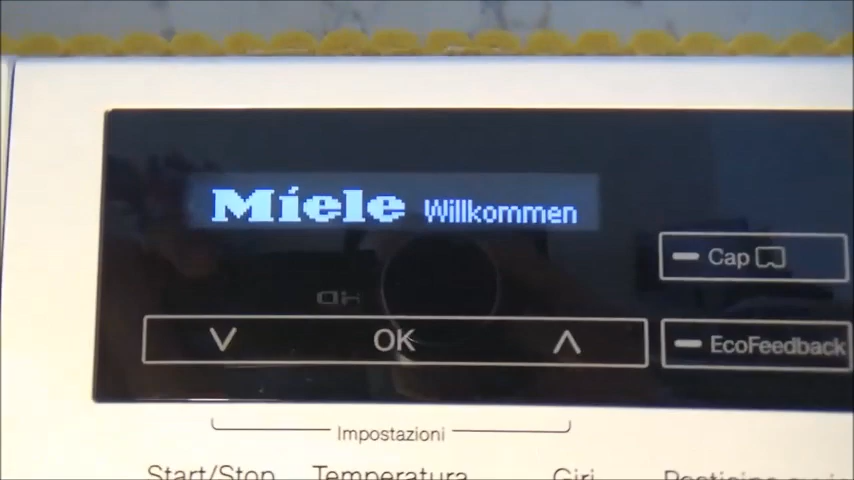 Miele Willkommen
Cap
OK
EcoFeedback
Impostazioni
Start/Stop Temperatura Giri